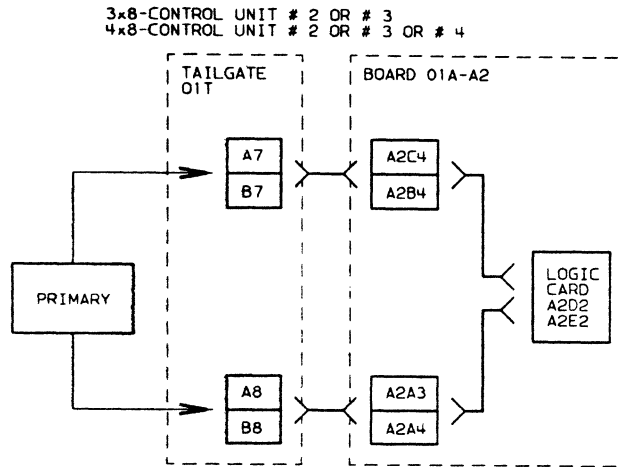 3x8-CONTROL UNIT # 2 OR # 3
4x8-CONTROL UNIT # 2 OR # 3 OR # 4
TAILGATE
01T
BOARD 01A-A2
A7
B7
A2C4
A2B4
PRIMARY
LOGIC
CARD
A2D2
A2E2
A8
B8
A2A3
A2A4